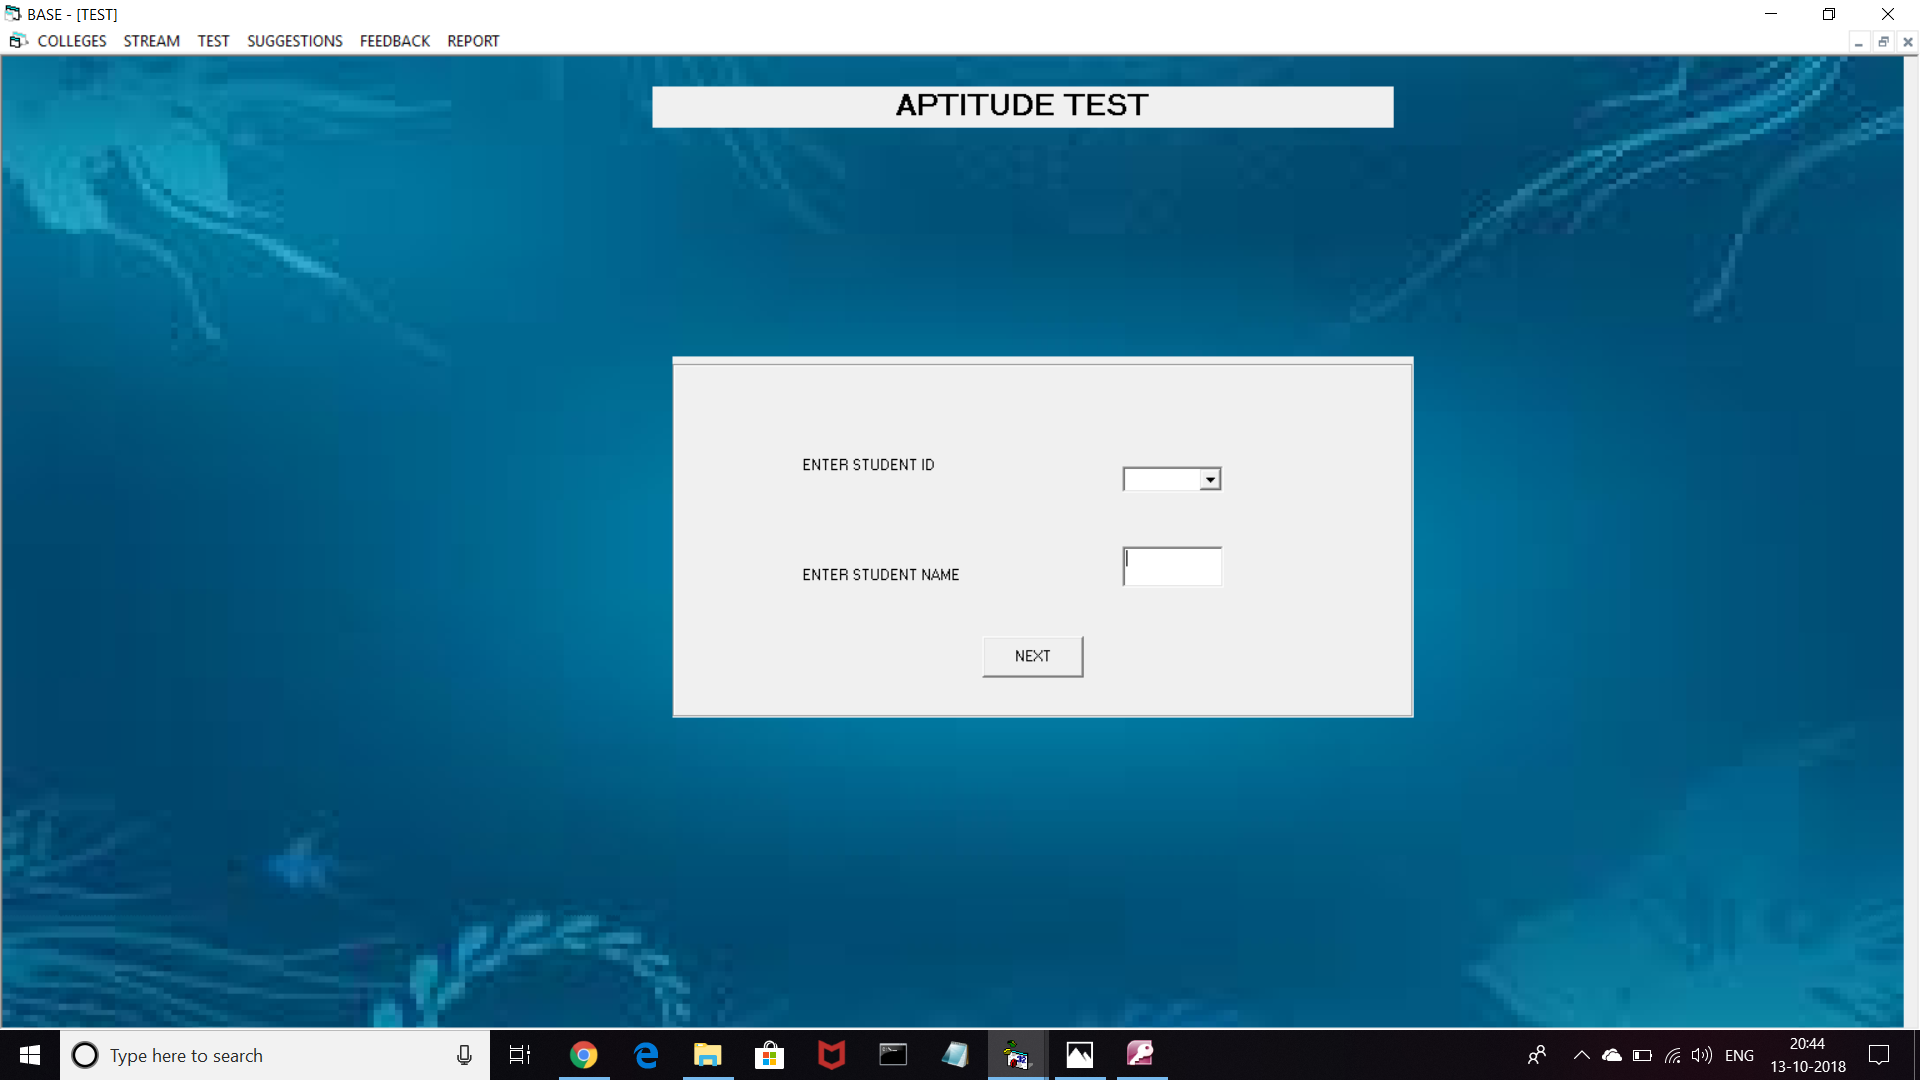 BASE - [TEST]
COLLEGES STREAM TEST SUGGESTIONS FEEDBACK REPORT
APTITUDE TEST
ENTER STUDENT ID
ENTER STUDENT NAME
NEXT
Type here to search
ENG
20:44
13-10-2018